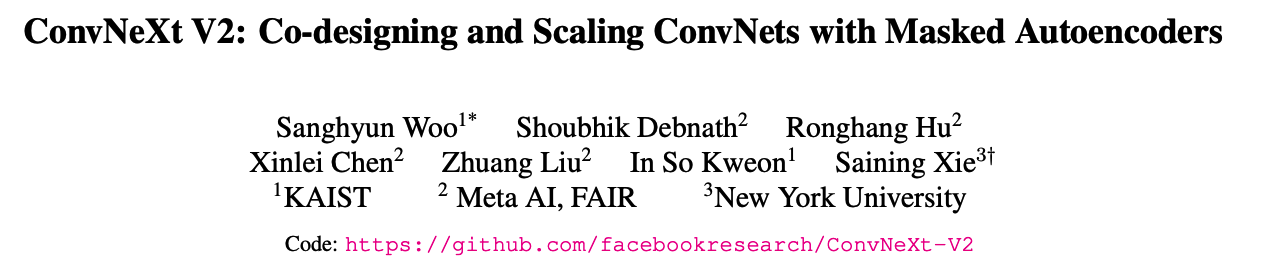 ConvNeXt V2: Co-designing and Scaling ConvNets with Masked Autoencoders
Sanghyun Woo¹* Shoubhik Debnath² Ronghang Hu²
Xinlei Chen² Zhuang Liu² In So Kweon¹ Saining Xie³†
¹KAIST ² Meta AI, FAIR ³New York University
Code: https://github.com/facebookresearch/ConvNeXt-V2